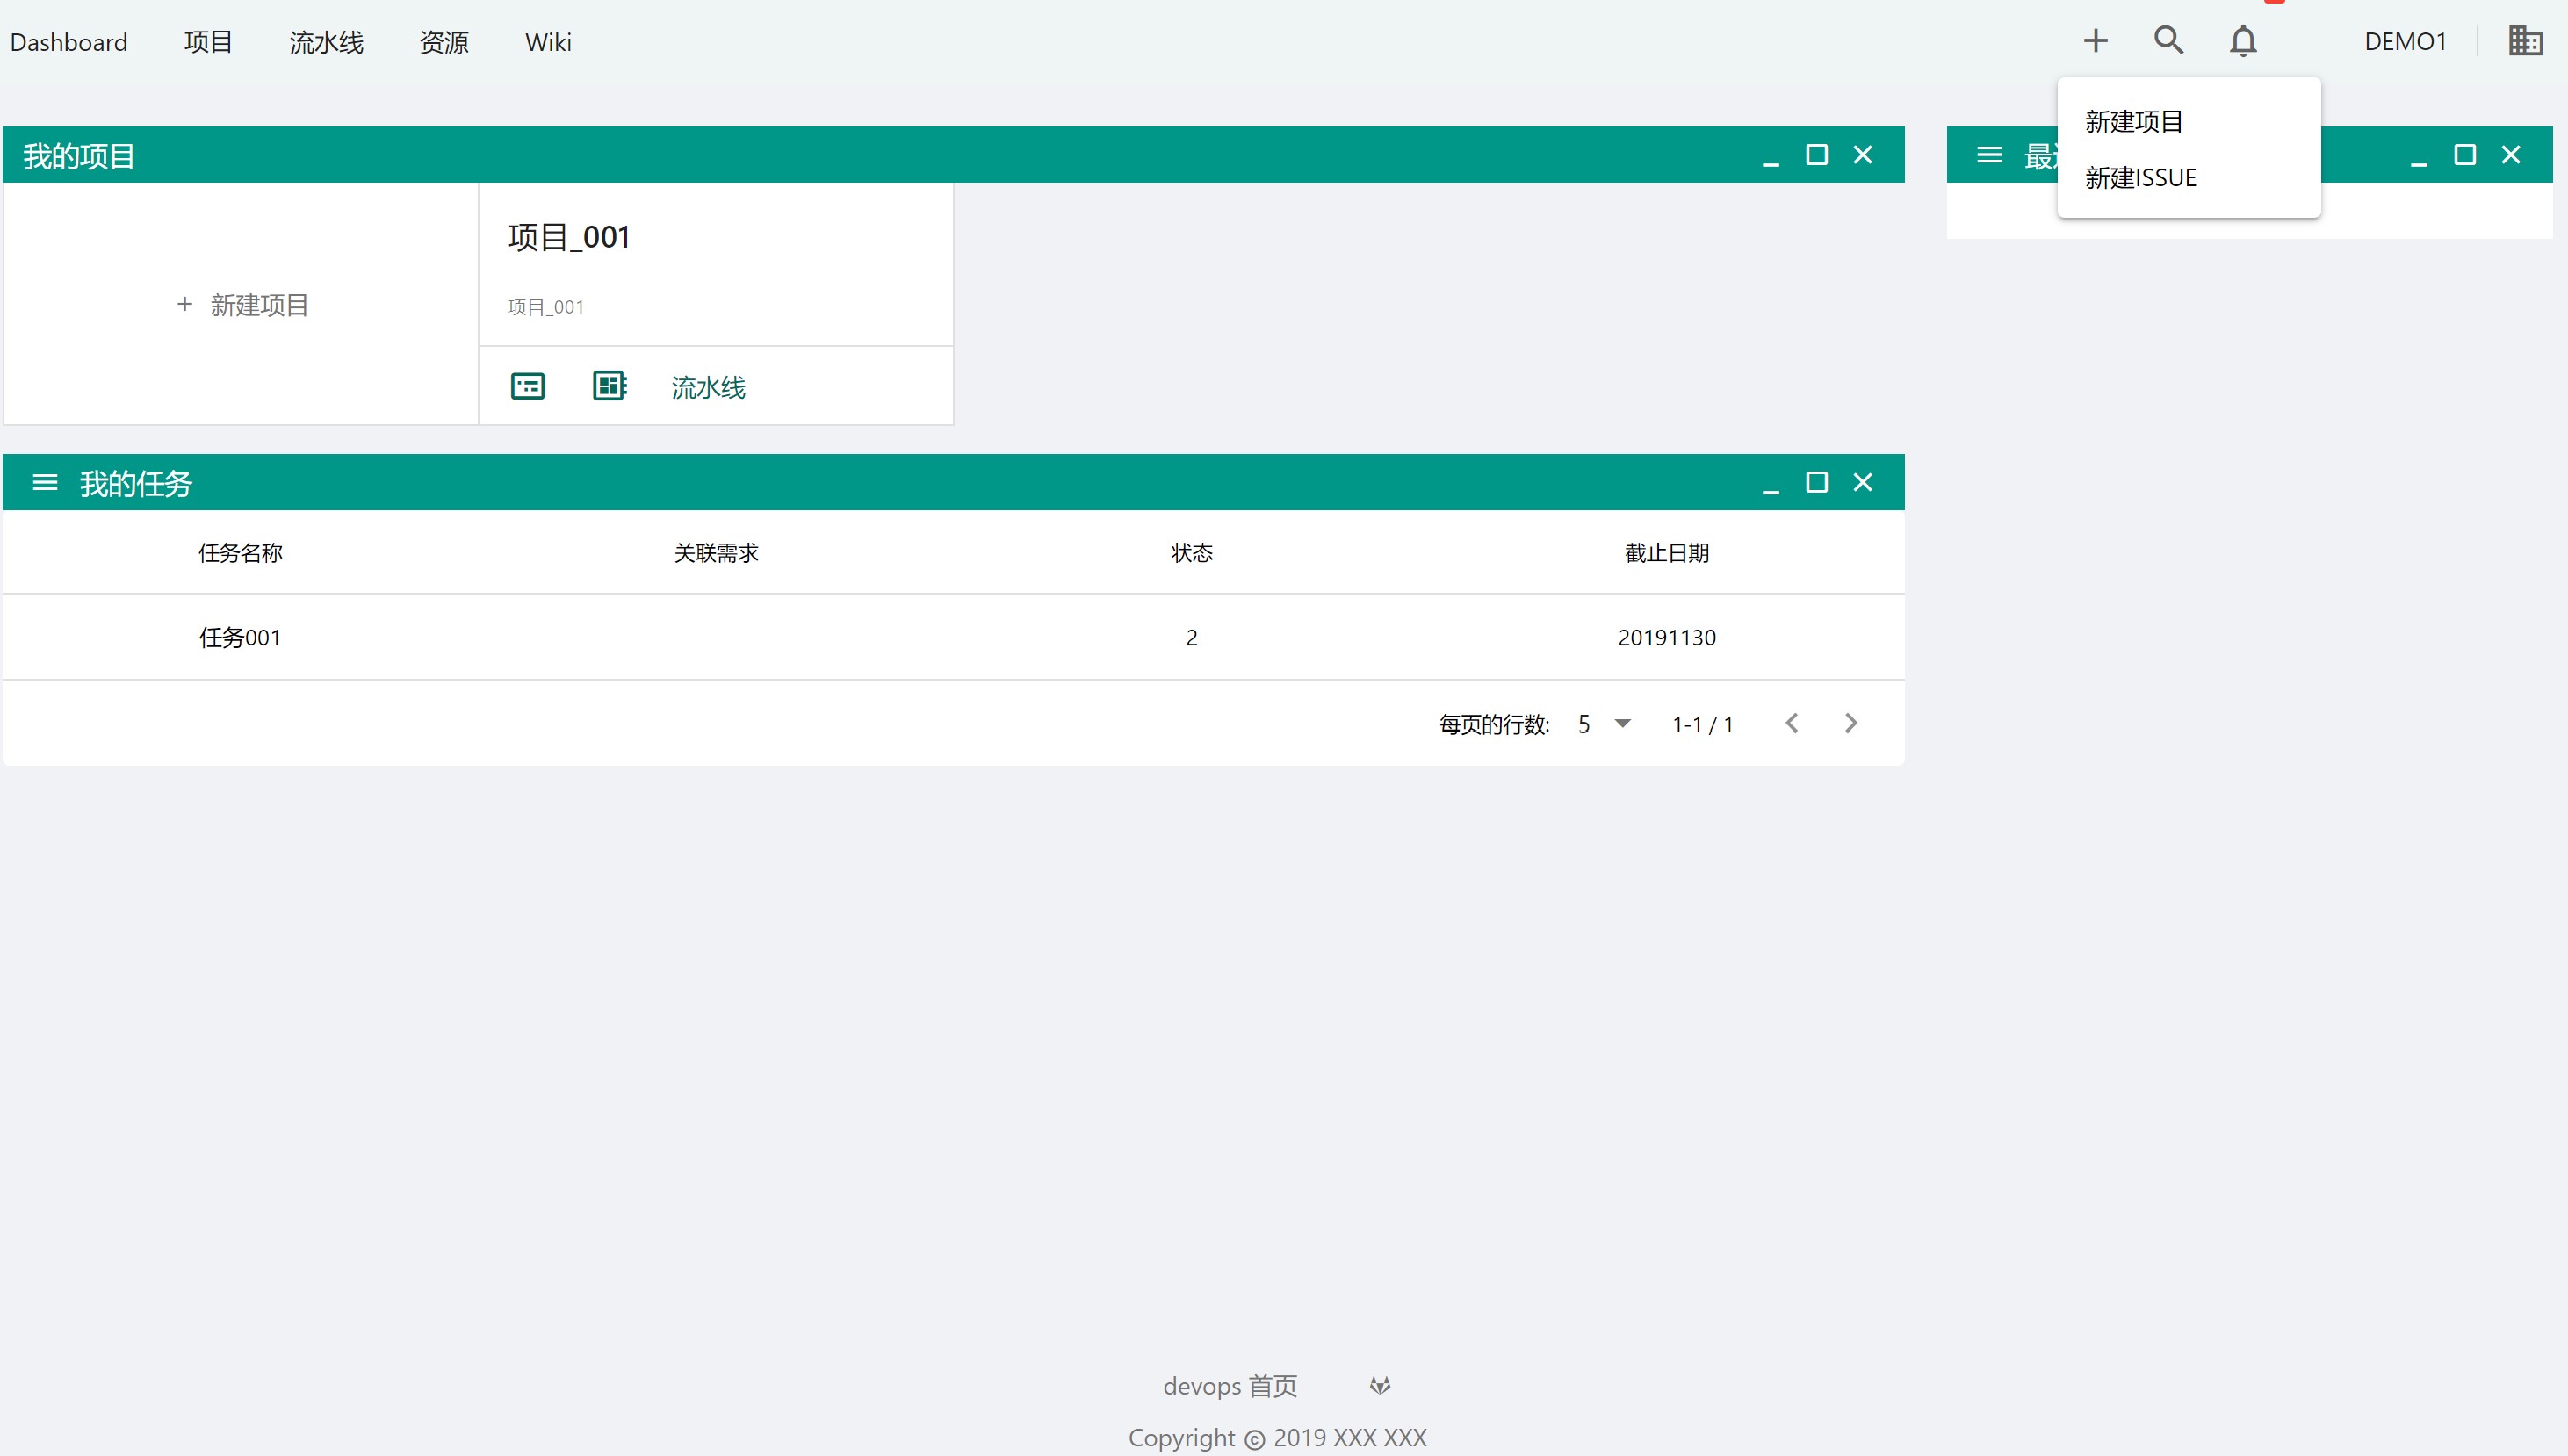 Dashboard 项目 流水线 资源 Wiki DEMO1
新建项目
新建ISSUE
我的项目
最
项目_001
项目_001
+ 新建项目
流水线
我的任务
任务名称 关联需求 状态 截止日期
任务001 2 20191130
每页的行数: 5 1-1 / 1
devops 首页
Copyright © 2019 XXX XXX